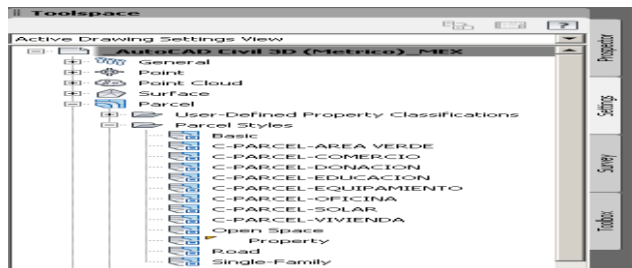 Toolspace
Active Drawing Settings View
AutoCAD Civil 3D (Metrico)_MEX
General
Point
Point Cloud
Surface
Parcel
User-Defined Property Classifications
Parcel Styles
Basic
C-PARCEL-AREA VERDE
C-PARCEL-COMERCIO
C-PARCEL-DONACION
C-PARCEL-EDUCACION
C-PARCEL-EQUIPAMIENTO
C-PARCEL-OFICINA
C-PARCEL-SOLAR
C-PARCEL-VIVIENDA
Open Space
Property
Road
Single-Family
Prospector
Settings
Survey
Toolbox